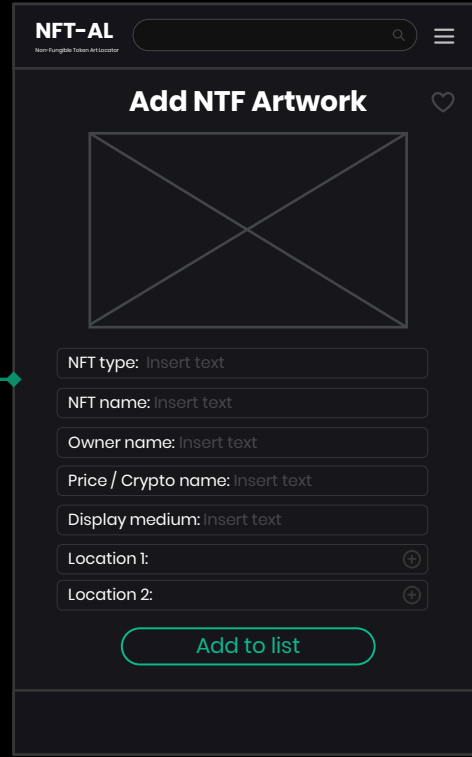 NFT-AL
Non-Fungible Token Art Locator
Add NTF Artwork
NFT type: Insert text
NFT name: Insert text
Owner name: Insert text
Price / Crypto name: Insert text
Display medium: Insert text
Location 1:
Location 2:
Add to list